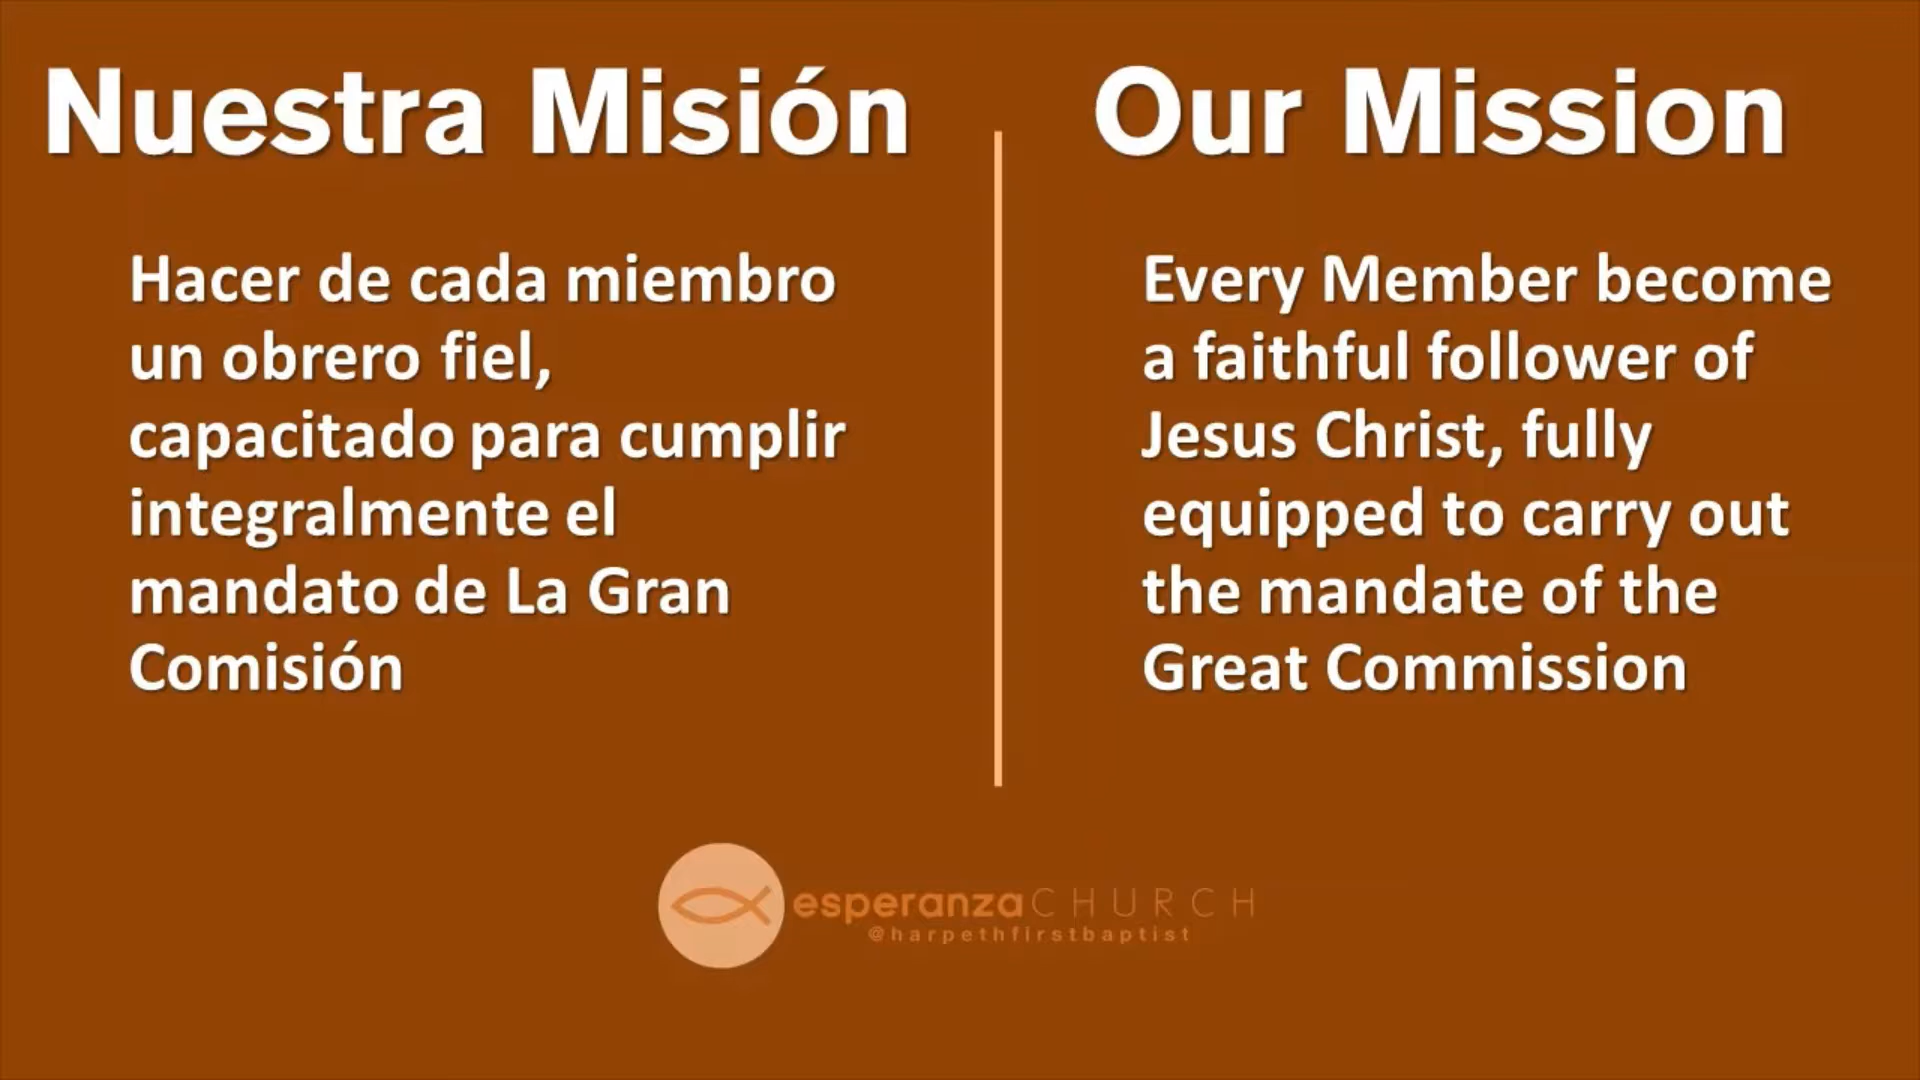 Nuestra Misión
Hacer de cada miembro
un obrero fiel,
capacitado para cumplir
integralmente el
mandato de La Gran
Comisión
Our Mission
Every Member become
a faithful follower of
Jesus Christ, fully
equipped to carry out
the mandate of the
Great Commission
esperanzaCHURCH
@harpethfirstbaptist